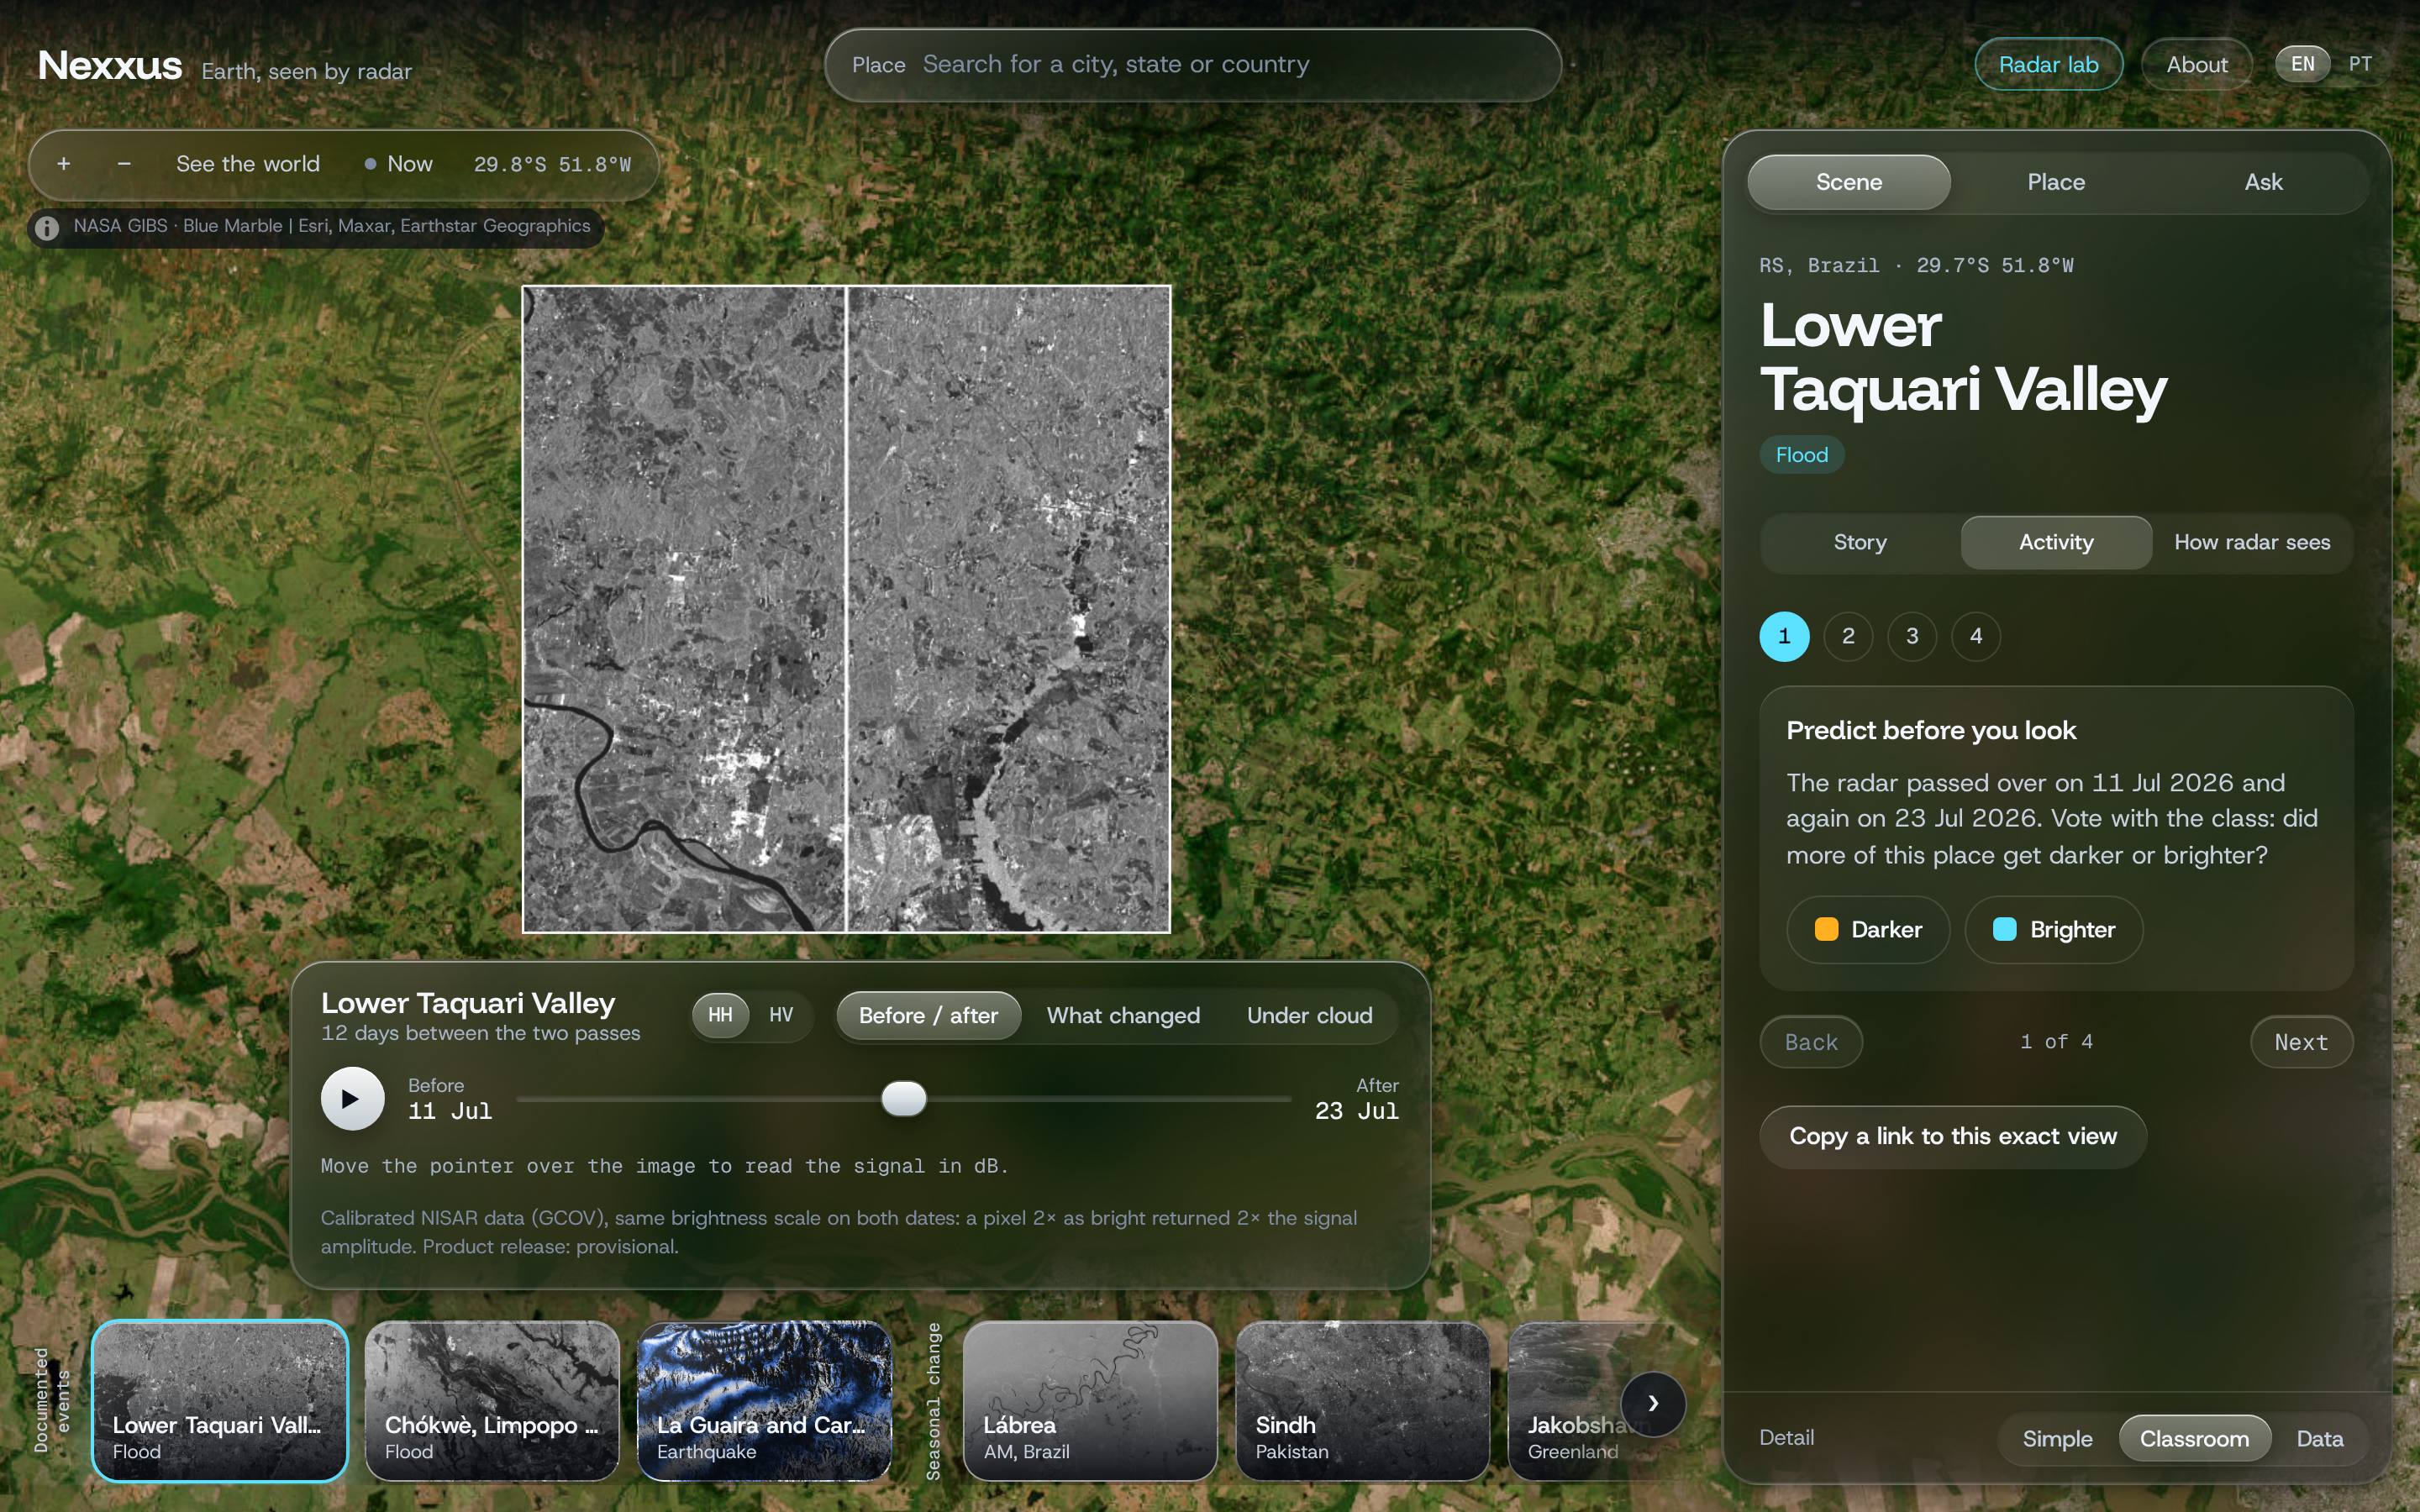 Nexxus Earth, seen by radar
Place Search for a city, state or country
Radar lab About EN PT
+ − See the world Now 29.8°S 51.8°W
NASA GIBS · Blue Marble | Esri, Maxar, Earthstar Geographics
Scene Place Ask
RS, Brazil · 29.7°S 51.8°W
Lower
Taquari Valley
Flood
Story Activity How radar sees
1 2 3 4
Predict before you look
The radar passed over on 11 Jul 2026 and
again on 23 Jul 2026. Vote with the class: did
more of this place get darker or brighter?
Darker Brighter
Back 1 of 4 Next
Copy a link to this exact view
Detail Simple Classroom Data
Lower Taquari Valley
12 days between the two passes
HH HV Before / after What changed Under cloud
Before
11 Jul
After
23 Jul
Move the pointer over the image to read the signal in dB.
Calibrated NISAR data (GCOV), same brightness scale on both dates: a pixel 2× as bright returned 2× the signal
amplitude. Product release: provisional.
Documented
events
Lower Taquari Vall...
Flood
Chókwè, Limpopo ...
Flood
La Guaira and Car...
Earthquake
Seasonal change
Lábrea
AM, Brazil
Sindh
Pakistan
Jakobshavn
Greenland